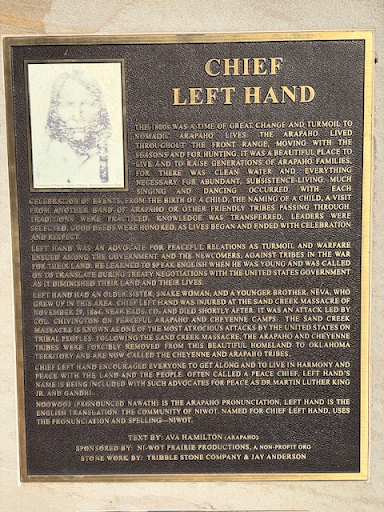 CHIEF
LEFT HAND
THE 1800s WAS A TIME OF GREAT CHANGE AND TURMOIL TO
NOMADIC ARAPAHO LIVES. THE ARAPAHO LIVED
THROUGHOUT THE FRONT RANGE, MOVING WITH THE
SEASONS AND FOR HUNTING. IT WAS A BEAUTIFUL PLACE TO
LIVE AND TO RAISE GENERATIONS OF ARAPAHO FAMILIES,
FOR THERE WAS CLEAN WATER AND EVERYTHING
NECESSARY FOR ABUNDANT, SUBSISTENCE-LIVING. MUCH
SINGING AND DANCING OCCURRED WITH EACH
CELEBRATION OF EVENTS, FROM THE BIRTH OF A CHILD, THE NAMING OF A CHILD, A VISIT
FROM ANOTHER BAND OF ARAPAHO OR OTHER FRIENDLY TRIBES PASSING THROUGH.
TRADITIONS WERE PRACTICED, KNOWLEDGE WAS TRANSFERRED, LEADERS WERE
SELECTED, GOOD DEEDS WERE HONORED, AS LIVES BEGAN AND ENDED WITH CELEBRATION
AND RESPECT.
LEFT HAND WAS AN ADVOCATE FOR PEACEFUL RELATIONS AS TURMOIL AND WARFARE
ENSUED AMONG THE GOVERNMENT AND THE NEWCOMERS, AGAINST TRIBES IN THE WAR
FOR THEIR LAND. HE LEARNED TO SPEAK ENGLISH WHEN HE WAS YOUNG AND WAS CALLED
ON TO TRANSLATE DURING TREATY NEGOTIATIONS WITH THE UNITED STATES GOVERNMENT
AS IT DIMINISHED THEIR LAND AND THEIR LIVES.
LEFT HAND HAD AN OLDER SISTER, SNAKE WOMAN, AND A YOUNGER BROTHER, NEVA, WHO
GREW UP IN THIS AREA. CHIEF LEFT HAND WAS INJURED AT THE SAND CREEK MASSACRE OF
NOVEMBER 29, 1864, NEAR EADS, CO, AND DIED SHORTLY AFTER. IT WAS AN ATTACK LED BY
COL. CHIVINGTON ON PEACEFUL ARAPAHO AND CHEYENNE CAMPS. THE SAND CREEK
MASSACRE IS KNOWN AS ONE OF THE MOST ATROCIOUS ATTACKS BY THE UNITED STATES ON
TRIBAL PEOPLES. FOLLOWING THE SAND CREEK MASSACRE, THE ARAPAHO AND CHEYENNE
TRIBES WERE FORCIBLY REMOVED FROM THIS BEAUTIFUL HOMELAND TO OKLAHOMA
TERRITORY AND ARE NOW CALLED THE CHEYENNE AND ARAPAHO TRIBES.
CHIEF LEFT HAND ENCOURAGED EVERYONE TO GET ALONG AND TO LIVE IN HARMONY AND
PEACE WITH THE LAND AND THE PEOPLE. OFTEN CALLED A PEACE CHIEF, LEFT HAND'S
NAME IS BEING INCLUDED WITH SUCH ADVOCATES FOR PEACE AS DR. MARTIN LUTHER KING
JR. AND GANDHI.
(PRONOUNCED NAWATH) IS THE ARAPAHO PRONUNCIATION, LEFT HAND IS THE
ENGLISH TRANSLATION. THE COMMUNITY OF NIWOT, NAMED FOR CHIEF LEFT HAND, USES
THE PRONUNCIATION AND SPELLING—NIWOT.
TEXT BY: AVA HAMILTON (ARAPAHO)
SPONSORED BY: NI-WOT PRAIRIE PRODUCTIONS, A NON-PROFIT ORG
STONE WORK BY: TRIBBLE STONE COMPANY & JAY ANDERSON